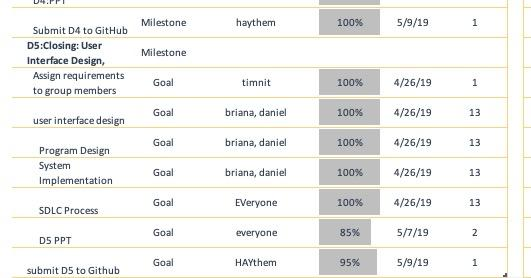 D4:PPT
Submit D4 to GitHub Milestone haythem 100% 5/9/19 1
D5:Closing: User
Interface Design, Milestone
Assign requirements
to group members Goal timnit 100% 4/26/19 1
user interface design Goal briana, daniel 100% 4/26/19 13
Program Design Goal briana, daniel 100% 4/26/19 13
System
Implementation Goal briana, daniel 100% 4/26/19 13
SDLC Process Goal EVeryone 100% 4/26/19 13
D5 PPT Goal everyone 85% 5/7/19 2
submit D5 to Github Goal HAYthem 95% 5/9/19 1